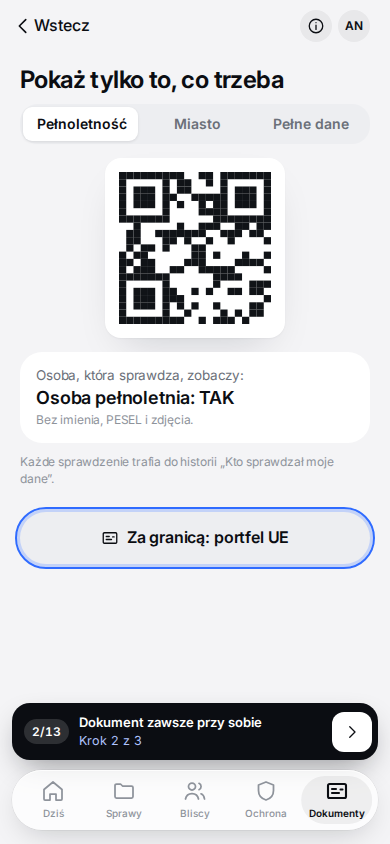 Wstecz
AN
Pokaż tylko to, co trzeba
Pełnoletność
Miasto
Pełne dane
Osoba, która sprawdza, zobaczy:
Osoba pełnoletnia: TAK
Bez imienia, PESEL i zdjęcia.
Każde sprawdzenie trafia do historii „Kto sprawdzał moje
dane”.
Za granicą: portfel UE
2/13
Dokument zawsze przy sobie
Krok 2 z 3
Dziś
Sprawy
Bliscy
Ochrona
Dokumenty